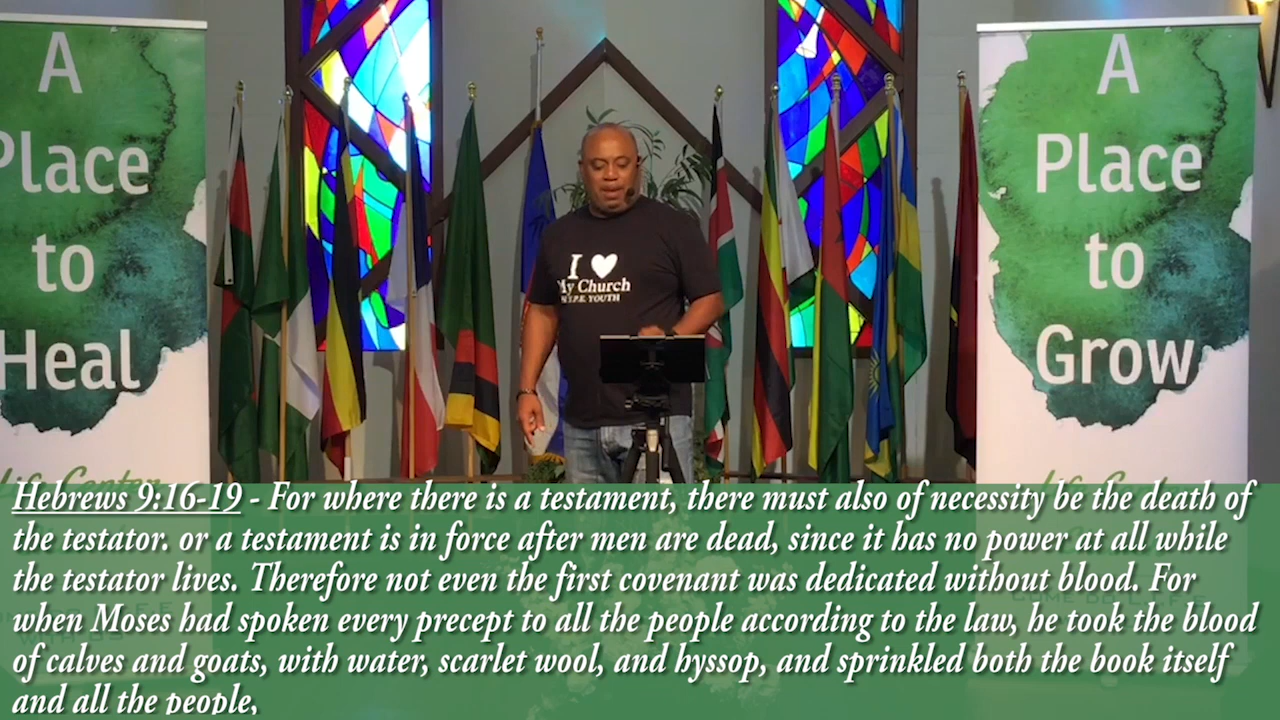 A
Place
to
Heal
A
Place
to
Grow
I
My Church
H.Y.P.E. YOUTH
Life Center
Life Center
Hebrews 9:16-19 - For where there is a testament, there must also of necessity be the death of
the testator. or a testament is in force after men are dead, since it has no power at all while
the testator lives. Therefore not even the first covenant was dedicated without blood. For
when Moses had spoken every precept to all the people according to the law, he took the blood
of calves and goats, with water, scarlet wool, and hyssop, and sprinkled both the book itself
and all the people,